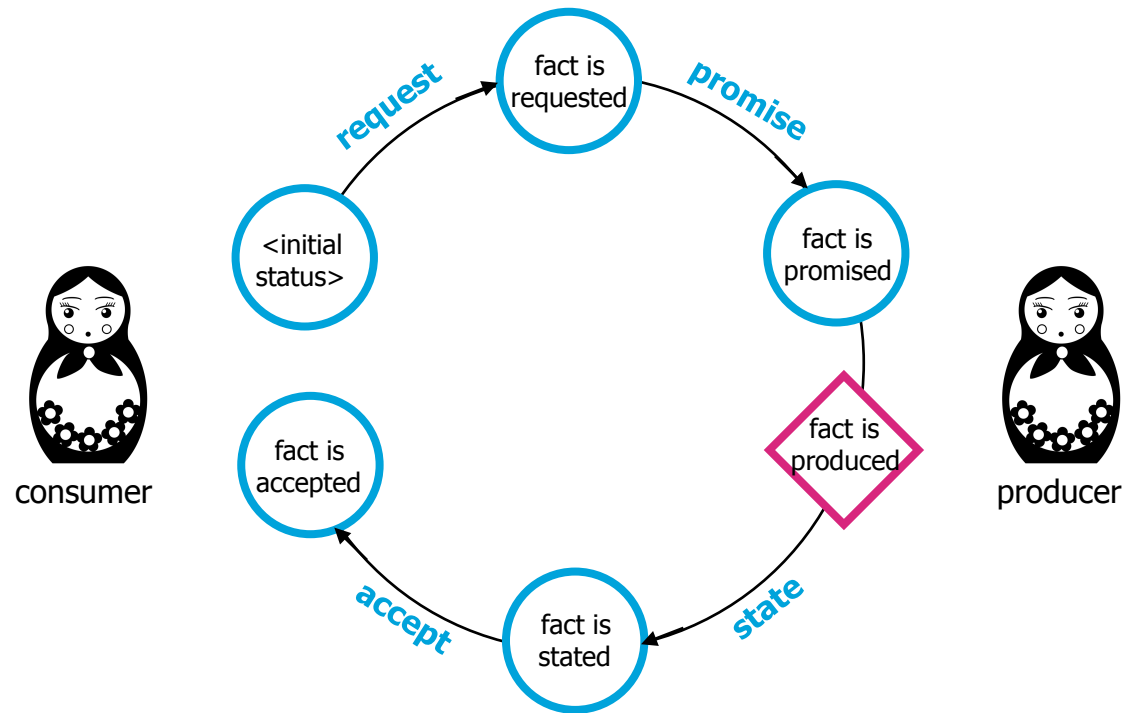 request
fact is
requested
promise
<initial
status>
fact is
promised
consumer
fact is
accepted
fact is
produced
producer
accept
fact is
stated
state